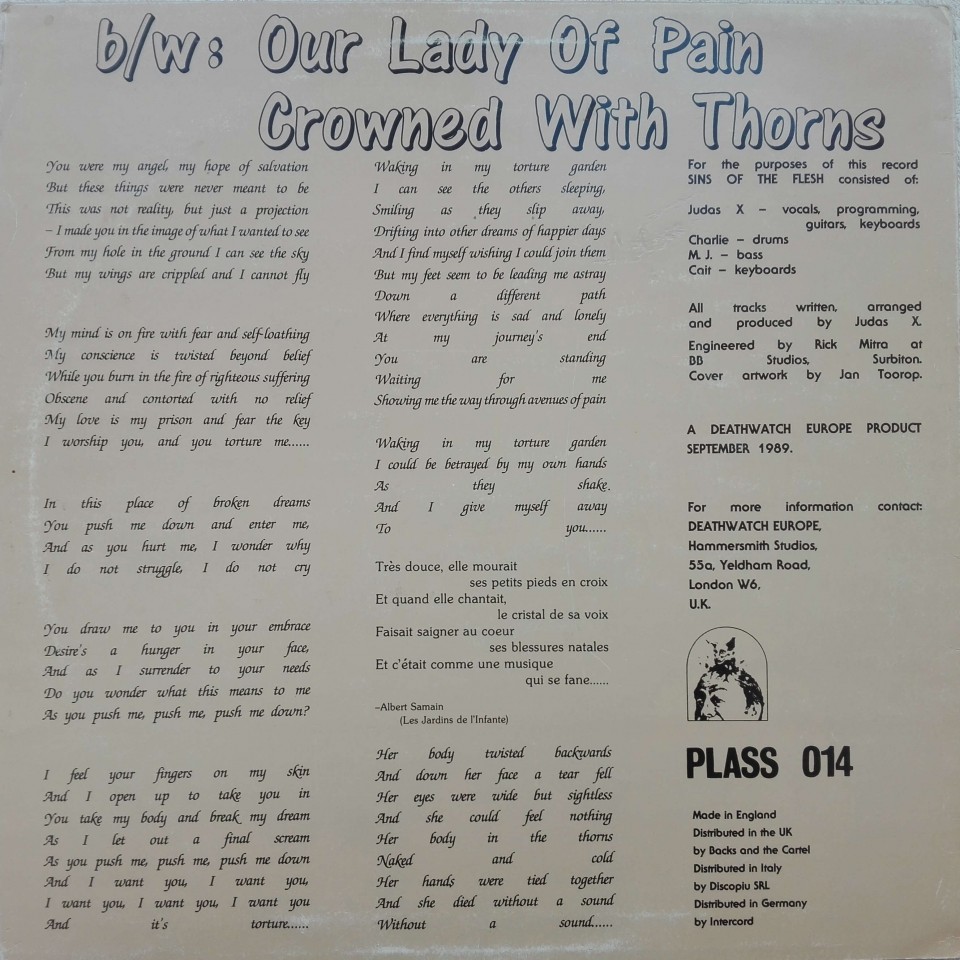 b/w: Our Lady Of Pain
Crowned With Thorns
You were my angel, my hope of salvation
But these things were never meant to be
This was not reality, but just a projection
– I made you in the image of what I wanted to see
From my hole in the ground I can see the sky
But my wings are crippled and I cannot fly
My mind is on fire with fear and self-loathing
My conscience is twisted beyond belief
While you burn in the fire of righteous suffering
Obscene and contorted with no relief
My love is my prison and fear the key
I worship you, and you torture me......
In this place of broken dreams
You push me down and enter me,
And as you hurt me, I wonder why
I do not struggle, I do not cry
You draw me to you in your embrace
Desire's a hunger in your face,
And as I surrender to your needs
Do you wonder what this means to me
As you push me, push me, push me down?
I feel your fingers on my skin
And I open up to take you in
You take my body and break my dream
As I let out a final scream
As you push me, push me, push me down
And I want you, I want you,
I want you, I want you, I want you
And it's torture......
Waking in my torture garden
I can see the others sleeping,
Smiling as they slip away,
Drifting into other dreams of happier days
And I find myself wishing I could join them
But my feet seem to be leading me astray
Down a different path
Where everything is sad and lonely
At my journey's end
You are standing
Waiting for me
Showing me the way through avenues of pain
Waking in my torture garden
I could be betrayed by my own hands
As they shake.
And I give myself away
To you......
Très douce, elle mourait
ses petits pieds en croix
Et quand elle chantait,
le cristal de sa voix
Faisait saigner au coeur
ses blessures natales
Et c'était comme une musique
qui se fane......
–Albert Samain
(Les Jardins de l'Infante)
Her body twisted backwards
And down her face a tear fell
Her eyes were wide but sightless
And she could feel nothing
Her body in the thorns
Naked and cold
Her hands were tied together
And she died without a sound
Without a sound......
For the purposes of this record
SINS OF THE FLESH consisted of:
Judas X – vocals, programming,
guitars, keyboards
Charlie – drums
M. J. – bass
Cait – keyboards
All tracks written, arranged
and produced by Judas X.
Engineered by Rick Mitra at
BB Studios, Surbiton.
Cover artwork by Jan Toorop.
A DEATHWATCH EUROPE PRODUCT
SEPTEMBER 1989.
For more information contact:
DEATHWATCH EUROPE,
Hammersmith Studios,
55a, Yeldham Road,
London W6,
U.K.
PLASS 014
Made in England
Distributed in the UK
by Backs and the Cartel
Distributed in Italy
by Discopiu SRL
Distributed in Germany
by Intercord